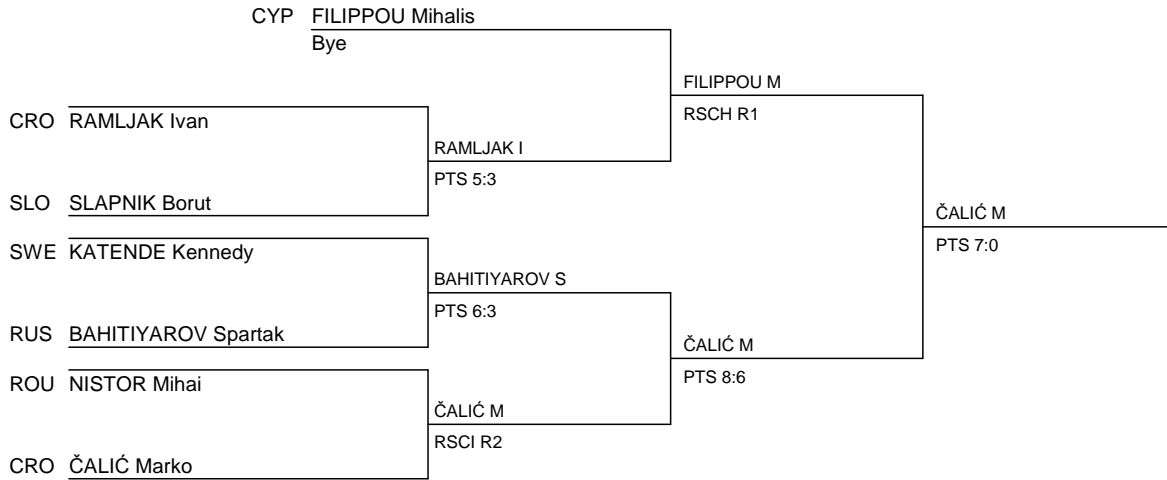 CYP FILIPPOU Mihalis
Bye
FILIPPOU M
RSCH R1
CRO RAMLJAK Ivan
RAMLJAK I
PTS 5:3
SLO SLAPNIK Borut
ČALIĆ M
PTS 7:0
SWE KATENDE Kennedy
BAHITIYAROV S
PTS 6:3
RUS BAHITIYAROV Spartak
ČALIĆ M
PTS 8:6
ROU NISTOR Mihai
ČALIĆ M
RSCI R2
CRO ČALIĆ Marko